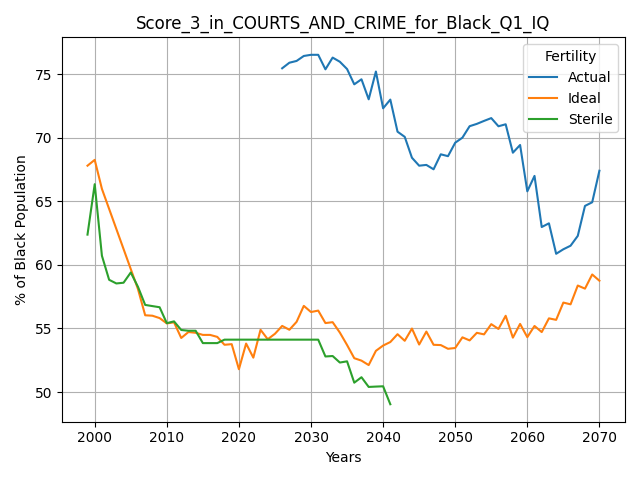 Score_3_in_COURTS_AND_CRIME_for_Black_Q1_IQ
Fertility
Actual
Ideal
Sterile
% of Black Population
75
70
65
60
55
50
2000
2010
2020
2030
2040
2050
2060
2070
Years